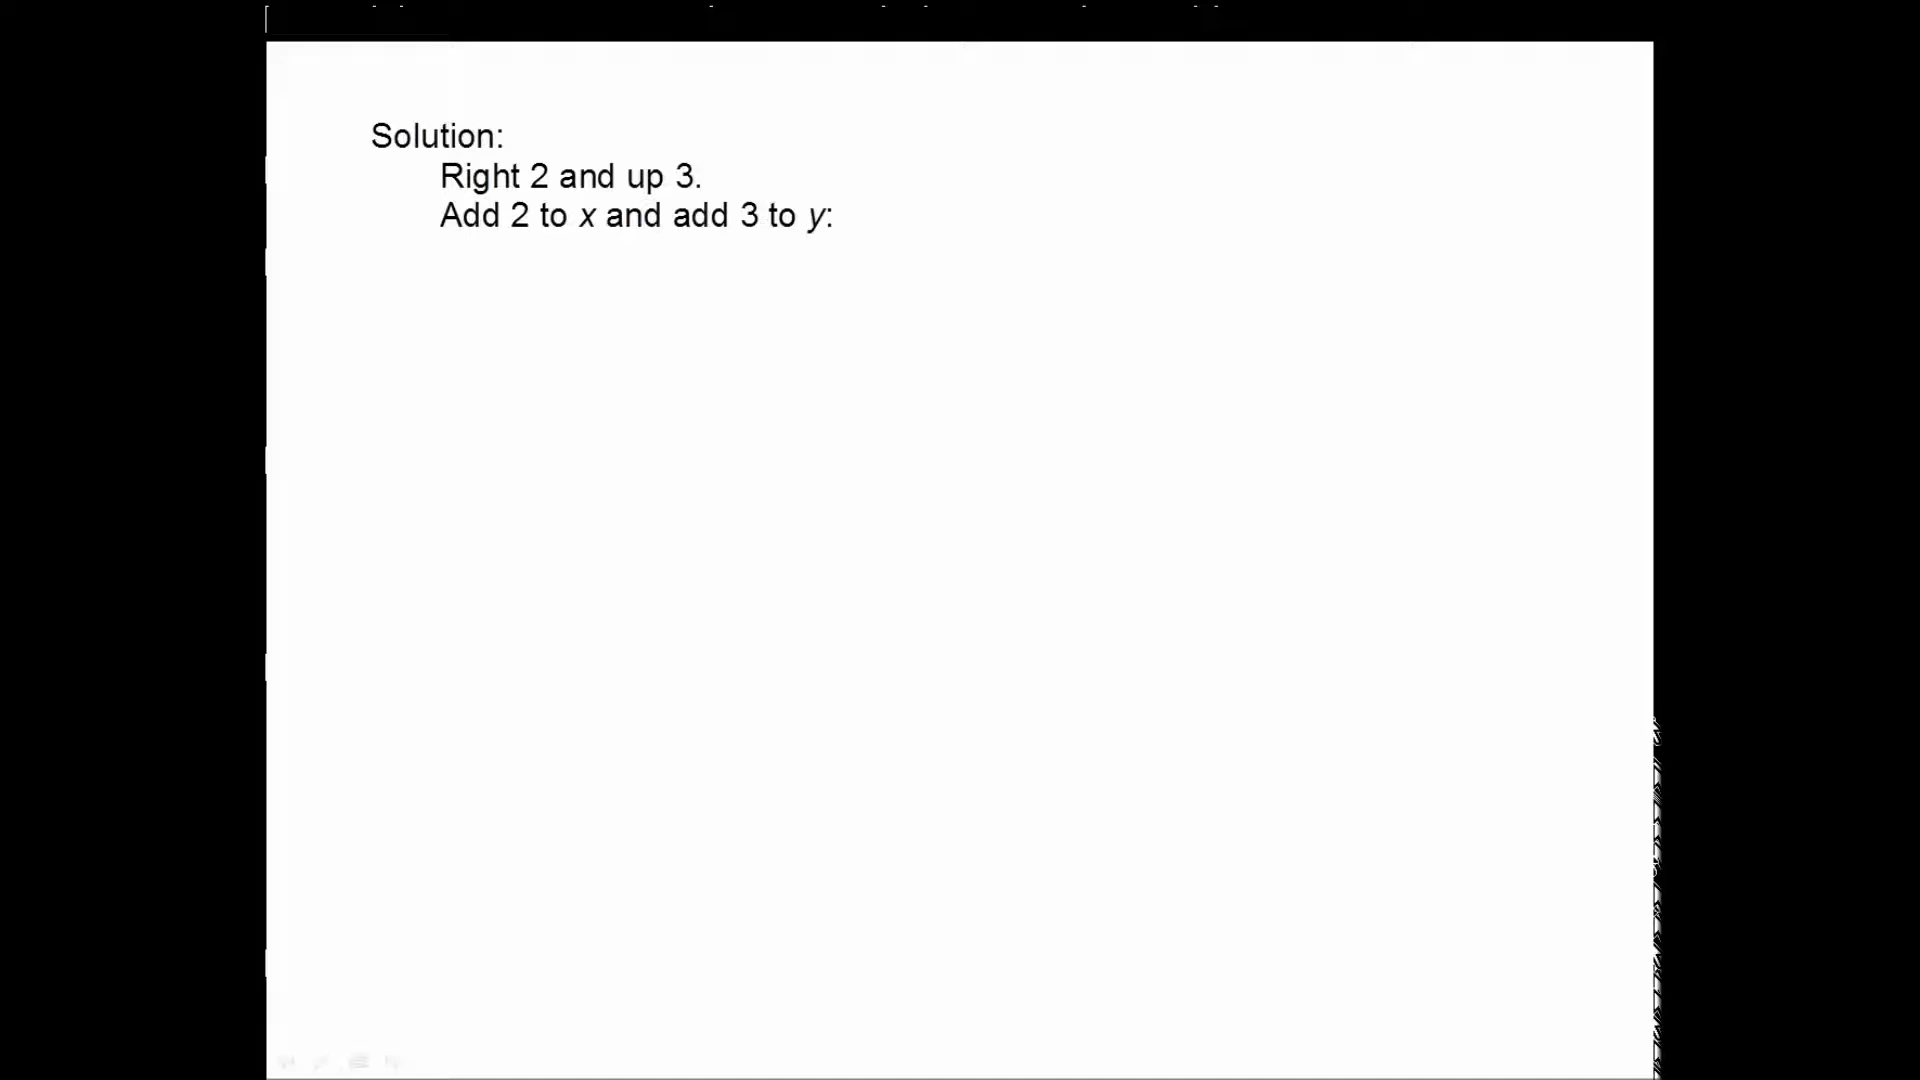 Solution:
Right 2 and up 3.
Add 2 to x and add 3 to y: